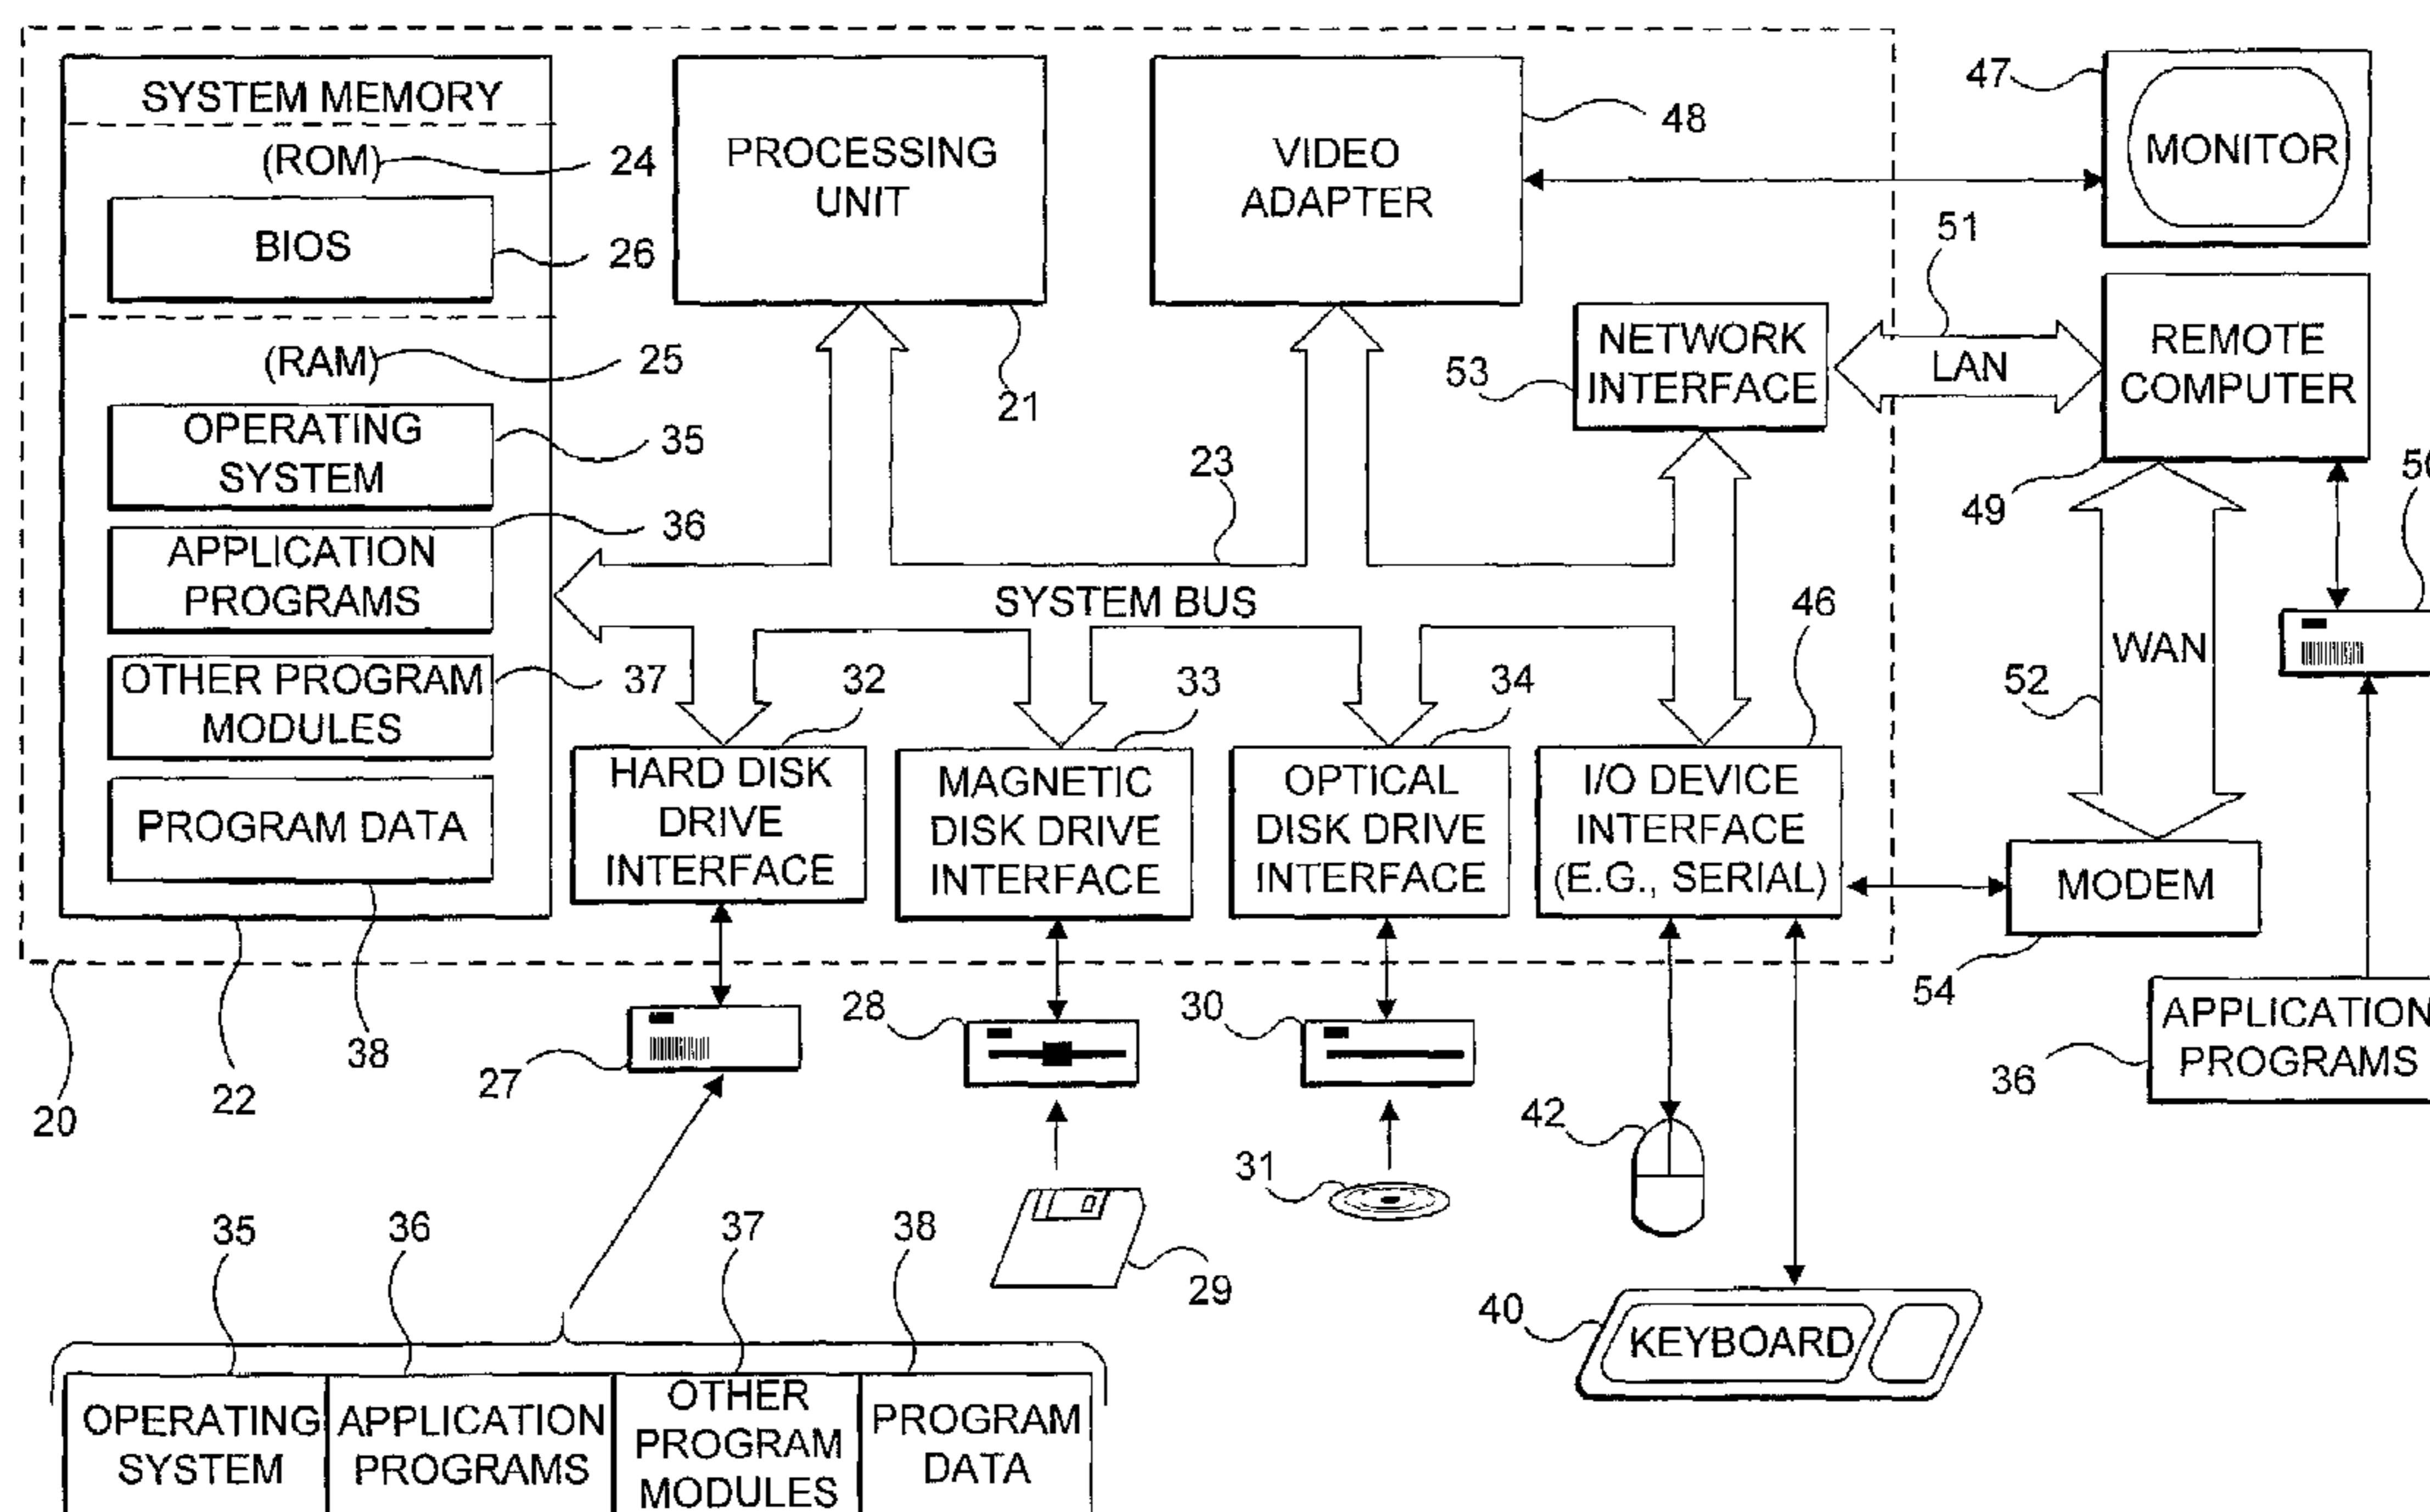 SYSTEM MEMORY
(ROM)
24
BIOS
26
(RAM)
25
OPERATING
SYSTEM
35
36
APPLICATION
PROGRAMS
OTHER PROGRAM
MODULES
37
PROGRAM DATA
38
22
20
PROCESSING
UNIT
21
VIDEO
ADAPTER
48
47
MONITOR
51
LAN
NETWORK
INTERFACE
53
REMOTE
COMPUTER
49
23
SYSTEM BUS
46
32
33
34
HARD DISK
DRIVE
INTERFACE
MAGNETIC
DISK DRIVE
INTERFACE
OPTICAL
DISK DRIVE
INTERFACE
I/O DEVICE
INTERFACE
(E.G., SERIAL)
52
WAN
MODEM
54
APPLICATION
PROGRAMS
36
27
28
30
42
31
29
40
KEYBOARD
35
36
37
38
OPERATING
SYSTEM
APPLICATION
PROGRAMS
OTHER
PROGRAM
MODULES
PROGRAM
DATA